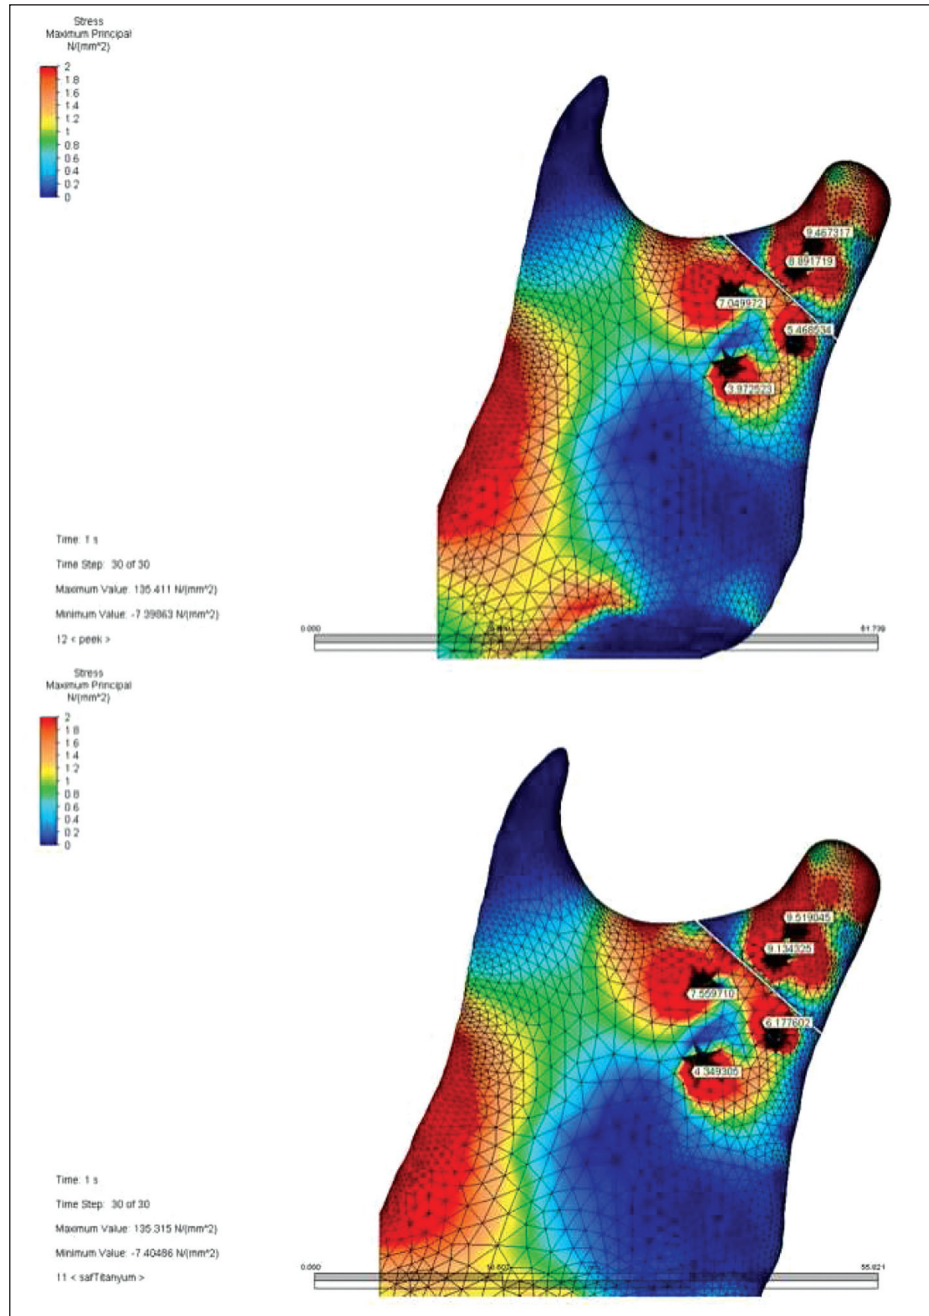 Stress
Maximum Principal
N/(mm^2)
2
1.8
1.6
1.4
1.2
1
0.8
0.6
0.4
0.2
0
9.467317
8.891719
7.049972
5.468534
3.972523
Time: 1 s
Time Step: 30 of 30
Maximum Value: 135.411 N/(mm^2)
Minimum Value: -7.39863 N/(mm^2)
12 < peek >
0.000
61.799
Stress
Maximum Principal
N/(mm^2)
2
1.8
1.6
1.4
1.2
1
0.8
0.6
0.4
0.2
0
9.519045
9.134325
7.559710
6.177602
4.349305
Time: 1 s
Time Step: 30 of 30
Maximum Value: 135.315 N/(mm^2)
Minimum Value: -7.40486 N/(mm^2)
11 < safTitanyum >
0.000
55.821